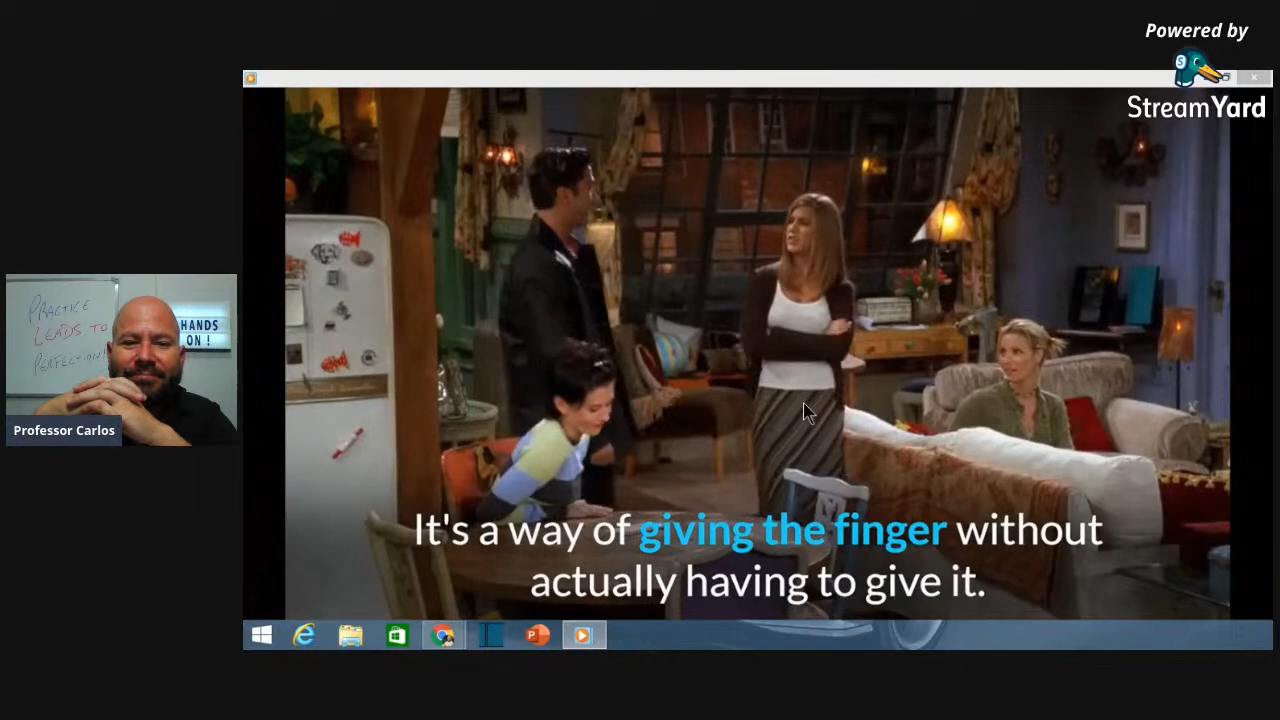 Powered by
StreamYard
PRACTICE
LEADS TO
PERFECTION!
HANDS
ON !
Professor Carlos
It's a way of giving the finger without
actually having to give it.